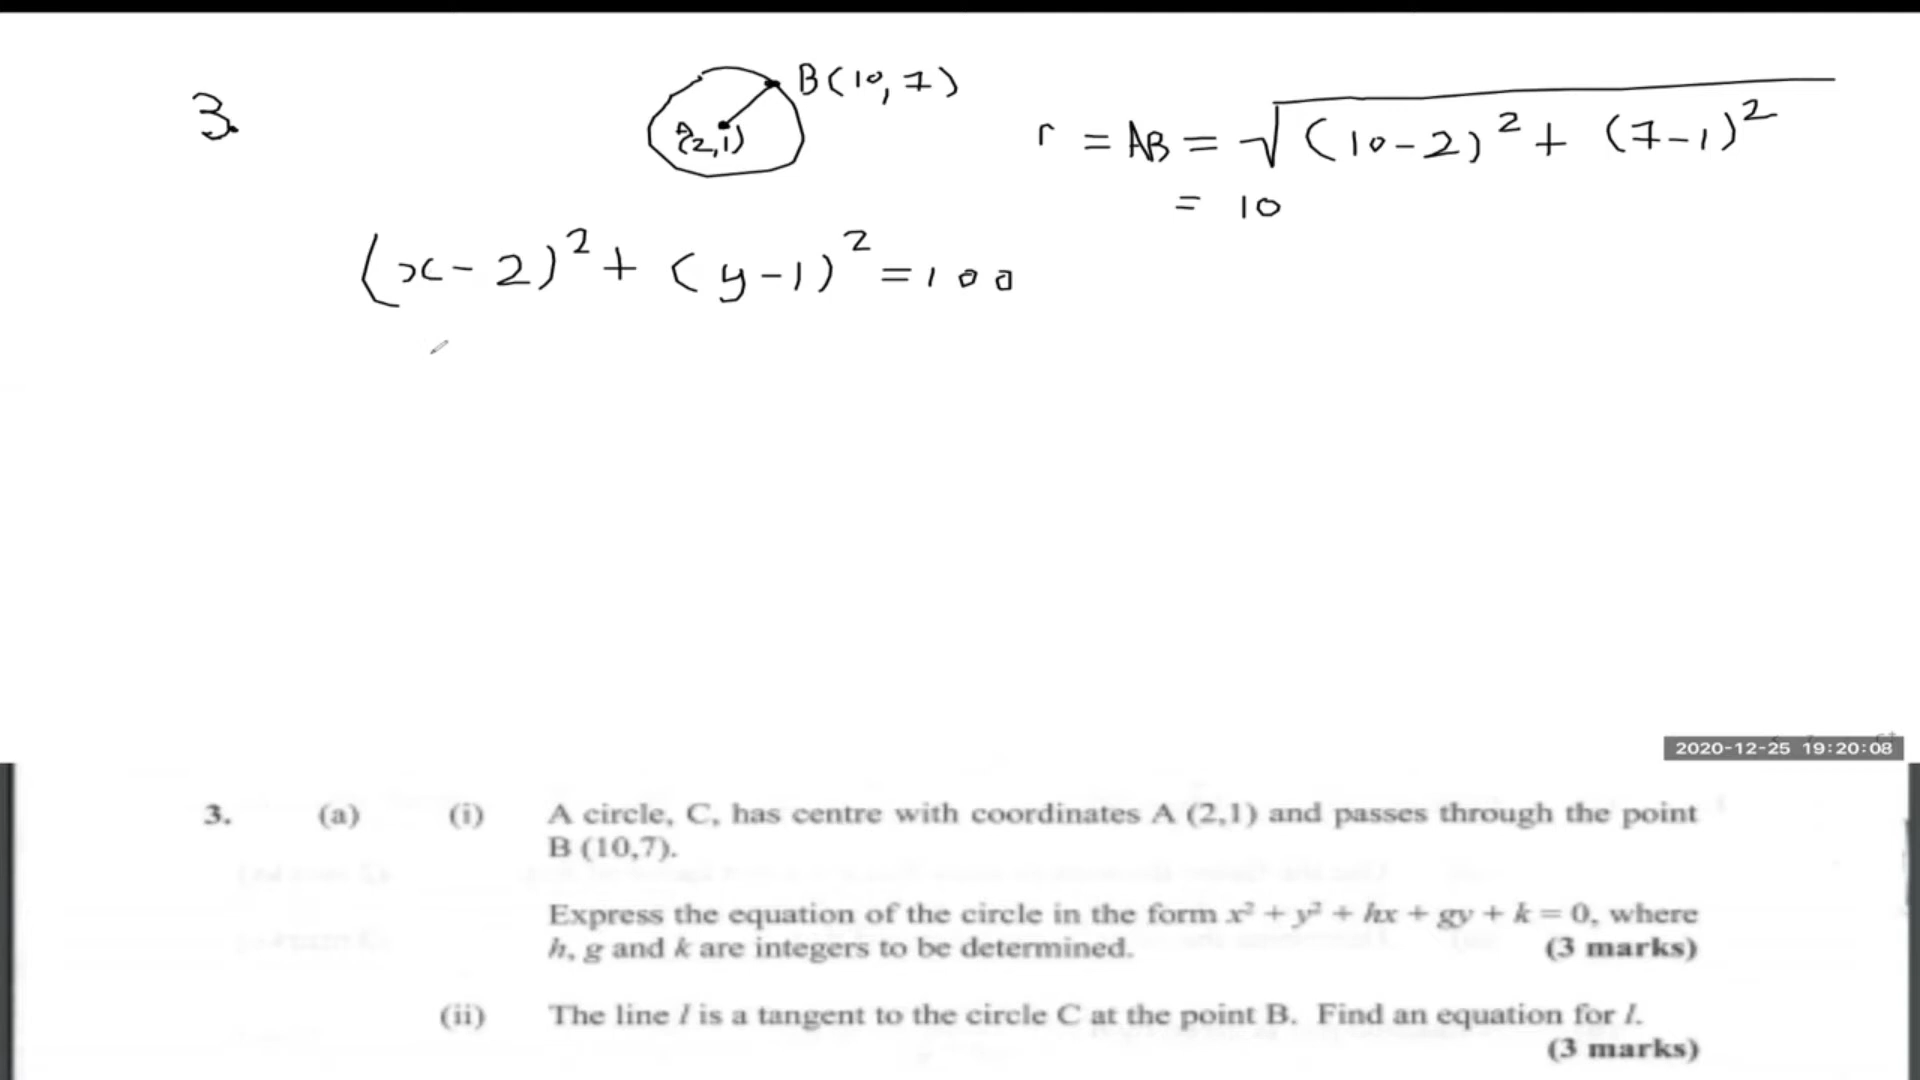 3.
B(10,7)
A
(2,1)
r = AB = √((10-2)² + (7-1)²)
= 10
(x-2)² + (y-1)² = 100
2020-12-25 19:20:08
3. (a) (i) A circle, C, has centre with coordinates A (2,1) and passes through the point
B (10,7).
Express the equation of the circle in the form x² + y² + hx + gy + k = 0, where
h, g and k are integers to be determined. (3 marks)
(ii) The line l is a tangent to the circle C at the point B. Find an equation for l.
(3 marks)